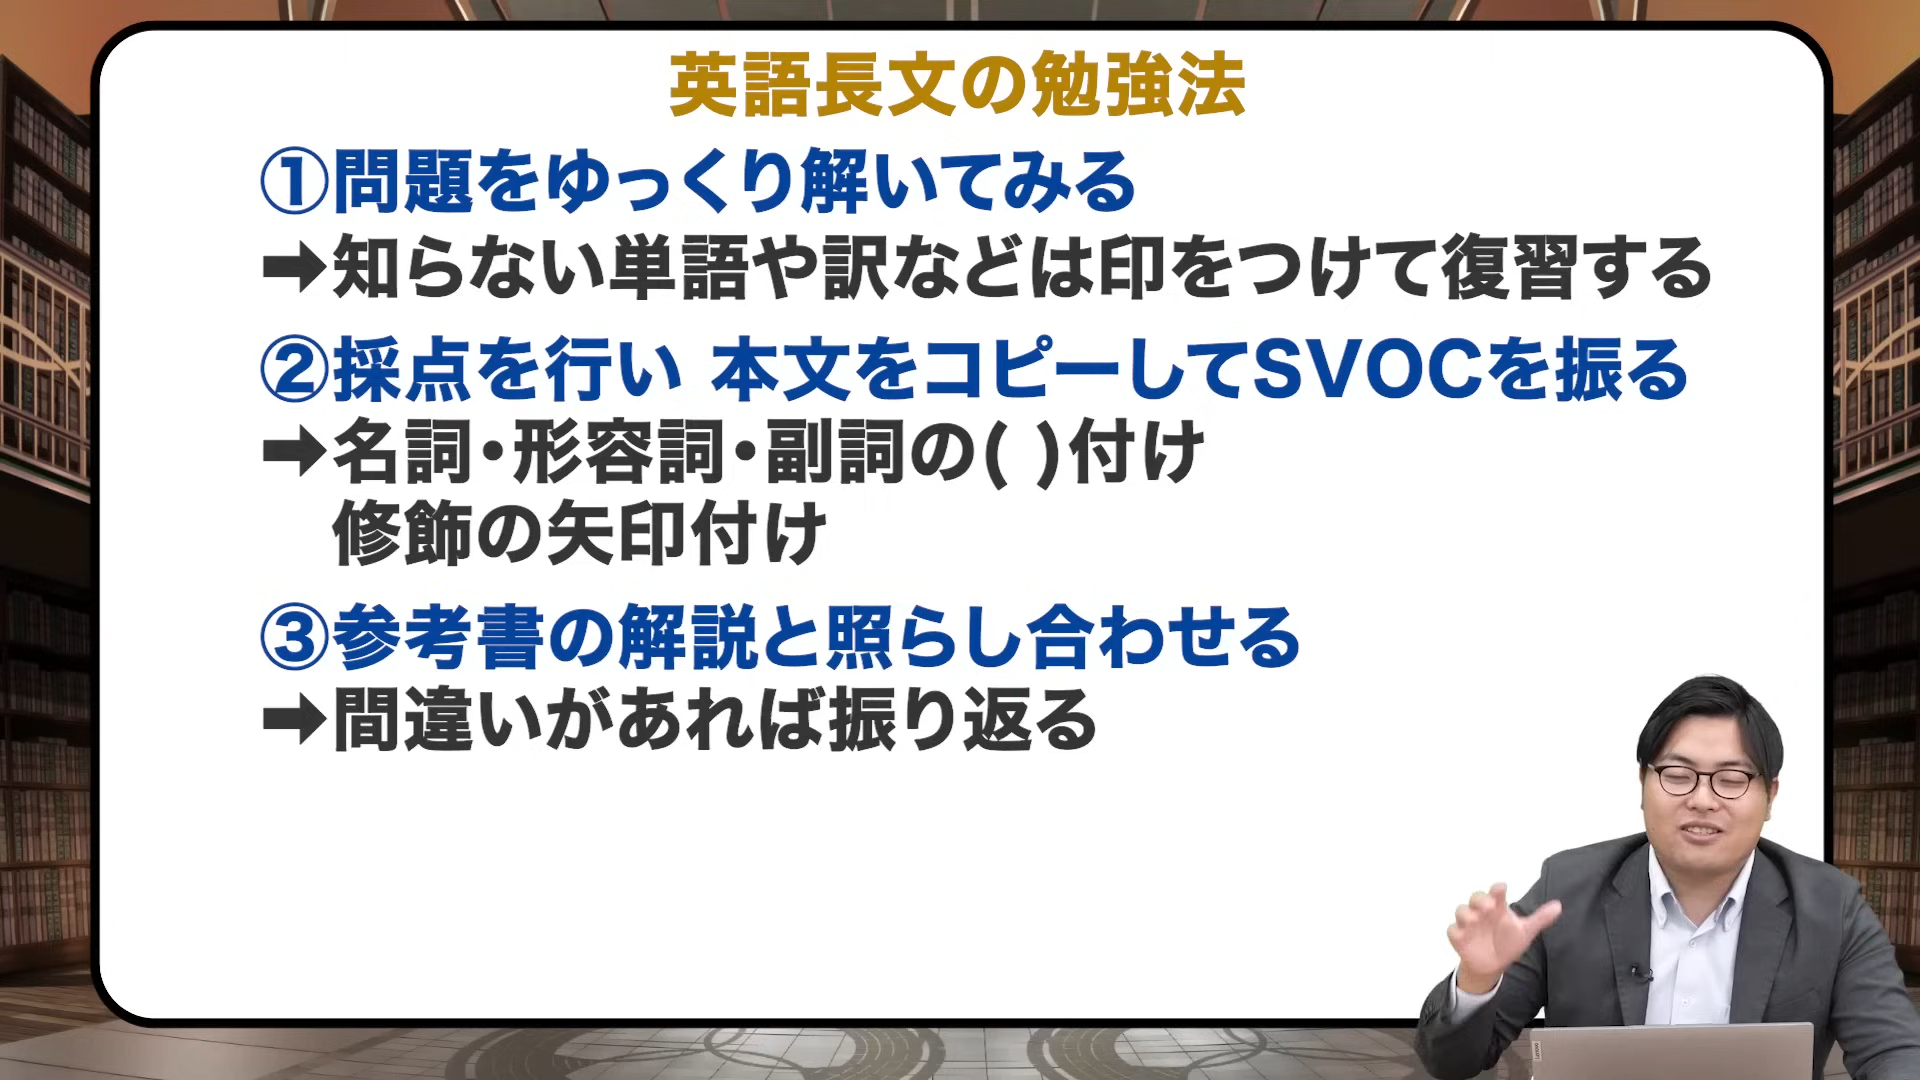 英語長文の勉強法
①問題をゆっくり解いてみる
➡知らない単語や訳などは印をつけて復習する
②採点を行い 本文をコピーしてSVOCを振る
➡名詞・形容詞・副詞の( )付け
修飾の矢印付け
③参考書の解説と照らし合わせる
➡間違いがあれば振り返る